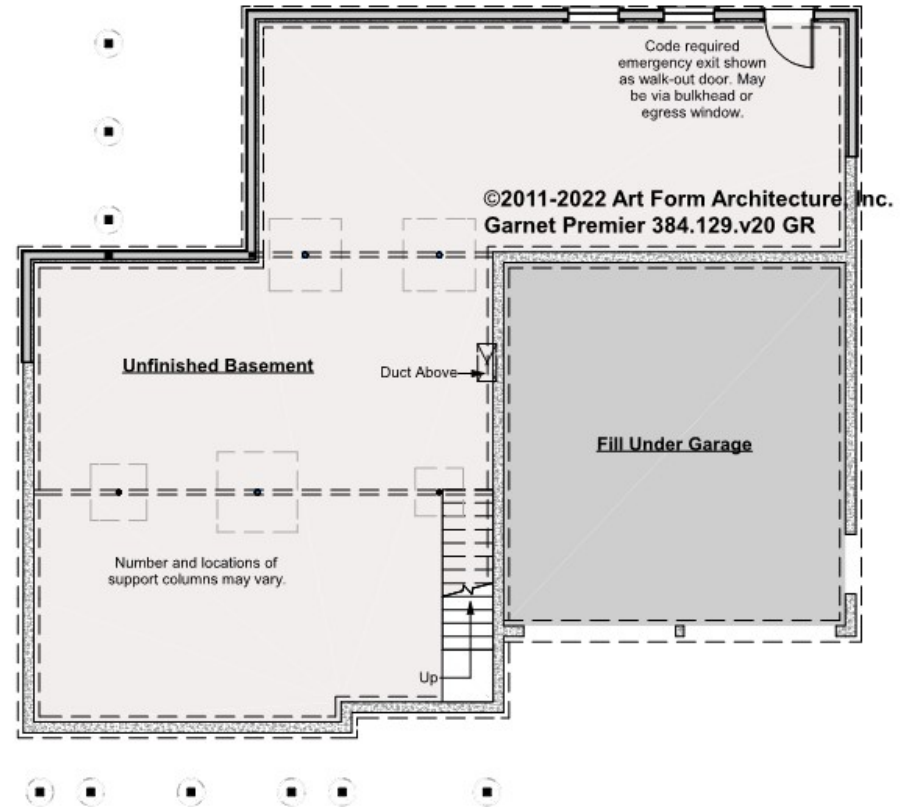 Code required
emergency exit shown
as walk-out door. May
be via bulkhead or
egress window.
©2011-2022 Art Form Architecture, Inc.
Garnet Premier 384.129.v20 GR
Unfinished Basement
Duct Above
Fill Under Garage
Number and locations of
support columns may vary.
Up